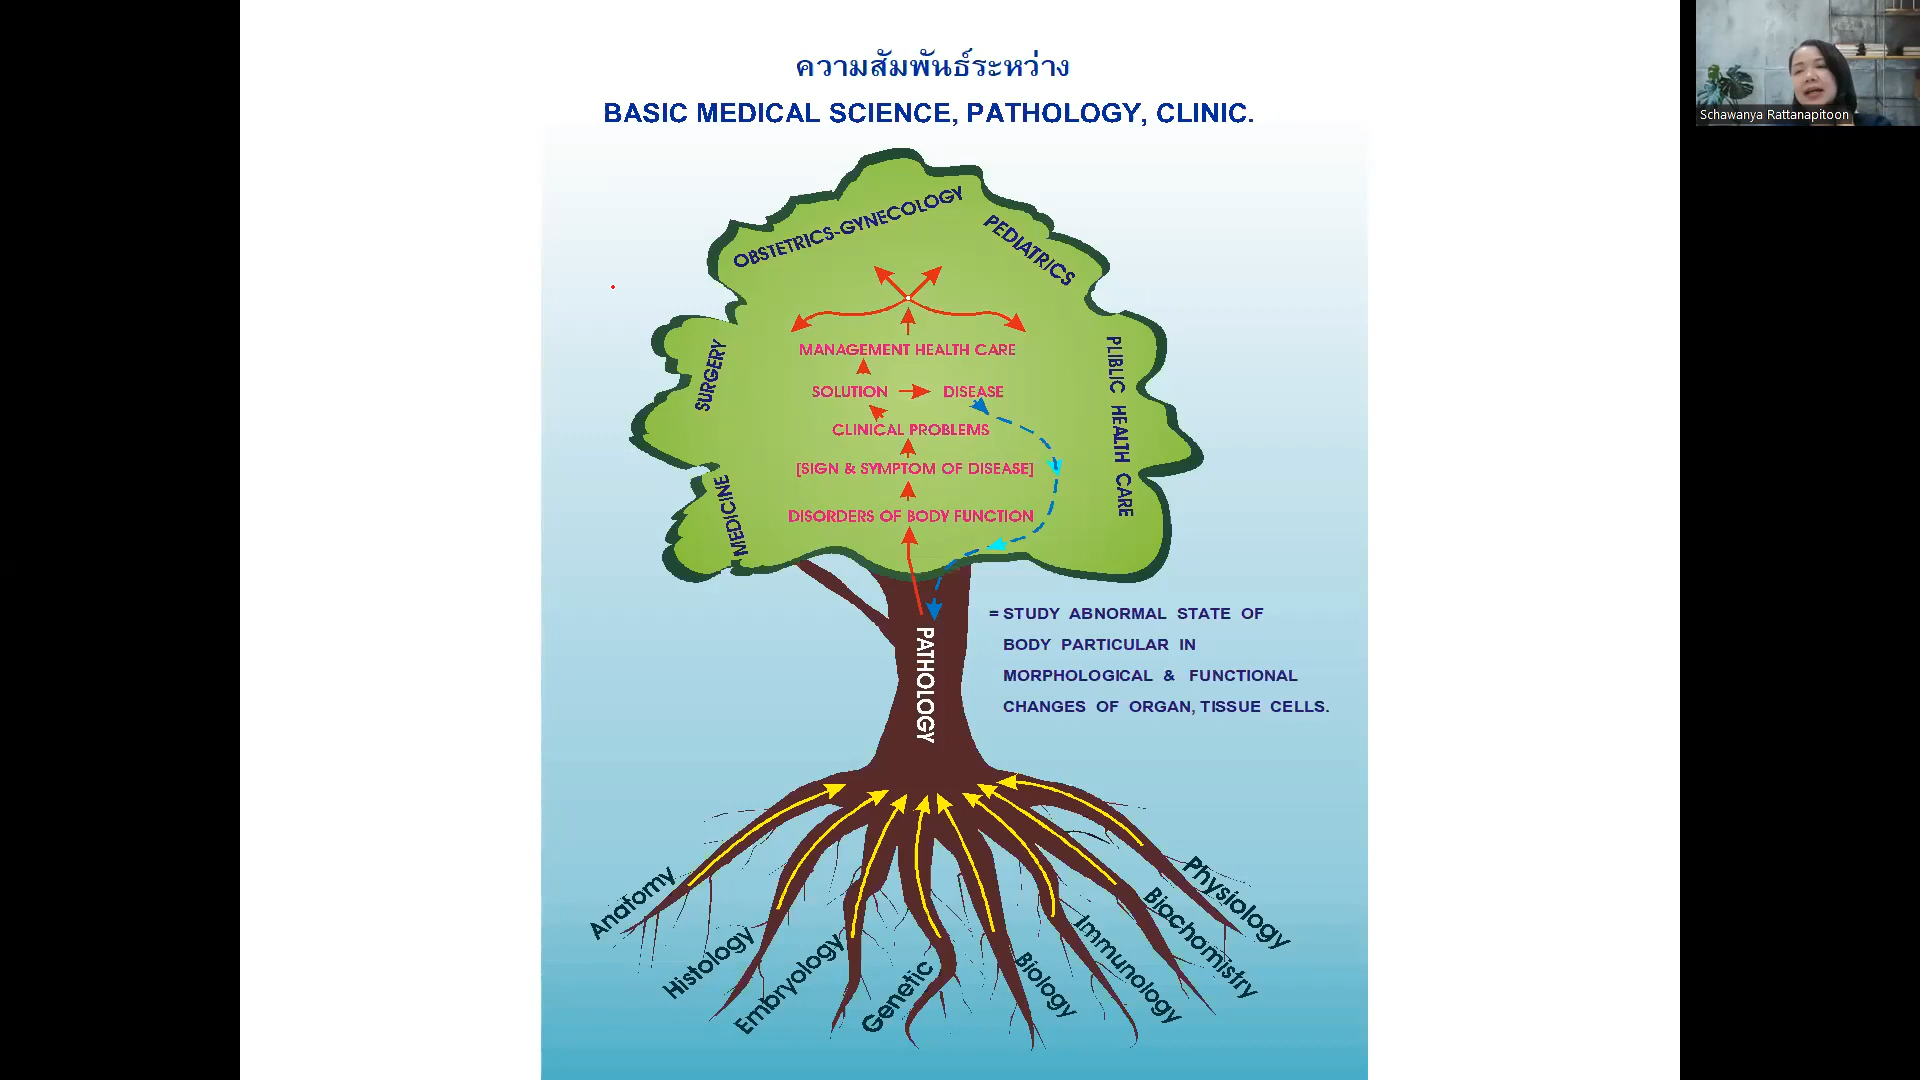 ความสัมพันธ์ระหว่าง
BASIC MEDICAL SCIENCE, PATHOLOGY, CLINIC.
Schawanya Rattanapitoon
OBSTETRICS-GYNECOLOGY
PEDIATRICS
SURGERY
PLIBLIC HEALTH CARE
MEDICINE
MANAGEMENT HEALTH CARE
SOLUTION DISEASE
CLINICAL PROBLEMS
[SIGN & SYMPTOM OF DISEASE]
DISORDERS OF BODY FUNCTION
PATHOLOGY
= STUDY ABNORMAL STATE OF
BODY PARTICULAR IN
MORPHOLOGICAL & FUNCTIONAL
CHANGES OF ORGAN, TISSUE CELLS.
Anatomy
Histology
Embryology
Genetic
Biology
Immunology
Biochomistry
Physiology